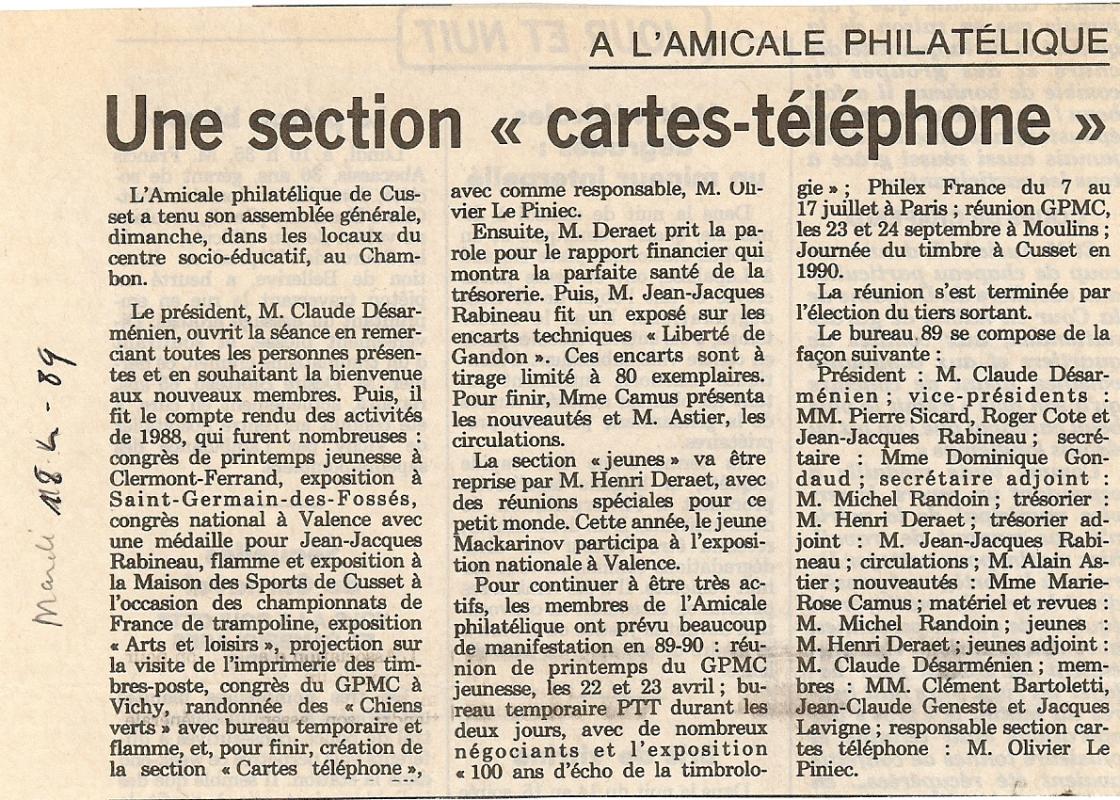 A L'AMICALE PHILATÉLIQUE
Une section « cartes-téléphone »
L'Amicale philatélique de Cus-
set a tenu son assemblée générale,
dimanche, dans les locaux du
centre socio-éducatif, au Cham-
bon.
Le président, M. Claude Désar-
ménien, ouvrit la séance en remer-
ciant toutes les personnes présen-
tes et en souhaitant la bienvenue
aux nouveaux membres. Puis, il
fit le compte rendu des activités
de 1988, qui furent nombreuses :
congrès de printemps jeunesse à
Clermont-Ferrand, exposition à
Saint-Germain-des-Fossés,
congrès national à Valence avec
une médaille pour Jean-Jacques
Rabineau, flamme et exposition à
la Maison des Sports de Cusset à
l'occasion des championnats de
France de trampoline, exposition
« Arts et loisirs », projection sur
la visite de l'imprimerie des tim-
bres-poste, congrès du GPMC à
Vichy, randonnée des « Chiens
verts » avec bureau temporaire et
flamme, et, pour finir, création de
la section « Cartes téléphone »,
avec comme responsable, M. Oli-
vier Le Piniec.
Ensuite, M. Deraet prit la pa-
role pour le rapport financier qui
montra la parfaite santé de la
trésorerie. Puis, M. Jean-Jacques
Rabineau fit un exposé sur les
encarts techniques « Liberté de
Gandon ». Ces encarts sont à
tirage limité à 80 exemplaires.
Pour finir, Mme Camus présenta
les nouveautés et M. Astier, les
circulations.
La section « jeunes » va être
reprise par M. Henri Deraet, avec
des réunions spéciales pour ce
petit monde. Cette année, le jeune
Mackarinov participa à l'exposi-
tion nationale à Valence.
Pour continuer à être très ac-
tifs, les membres de l'Amicale
philatélique ont prévu beaucoup
de manifestation en 89-90 : réu-
nion de printemps du GPMC
jeunesse, les 22 et 23 avril ; bu-
reau temporaire PTT durant les
deux jours, avec de nombreux
négociants et l'exposition
« 100 ans d'écho de la timbrolo-
gie » ; Philex France du 7 au
17 juillet à Paris ; réunion GPMC,
les 23 et 24 septembre à Moulins ;
Journée du timbre à Cusset en
1990.
La réunion s'est terminée par
l'élection du tiers sortant.
Le bureau 89 se compose de la
façon suivante :
Président : M. Claude Désar-
ménien ; vice-présidents :
MM. Pierre Sicard, Roger Cote et
Jean-Jacques Rabineau ; secré-
taire : Mme Dominique Gon-
daud ; secrétaire adjoint :
M. Michel Randoin ; trésorier :
M. Henri Deraet ; trésorier ad-
joint : M. Jean-Jacques Rabi-
neau ; circulations ; M. Alain As-
tier ; nouveautés : Mme Marie-
Rose Camus ; matériel et revues :
M. Michel Randoin ; jeunes :
M. Henri Deraet ; jeunes adjoint :
M. Claude Désarménien ; mem-
bres : MM. Clément Bartoletti,
Jean-Claude Geneste et Jacques
Lavigne ; responsable section car-
tes téléphone : M. Olivier Le
Piniec.
Mardi 18 4 - 89